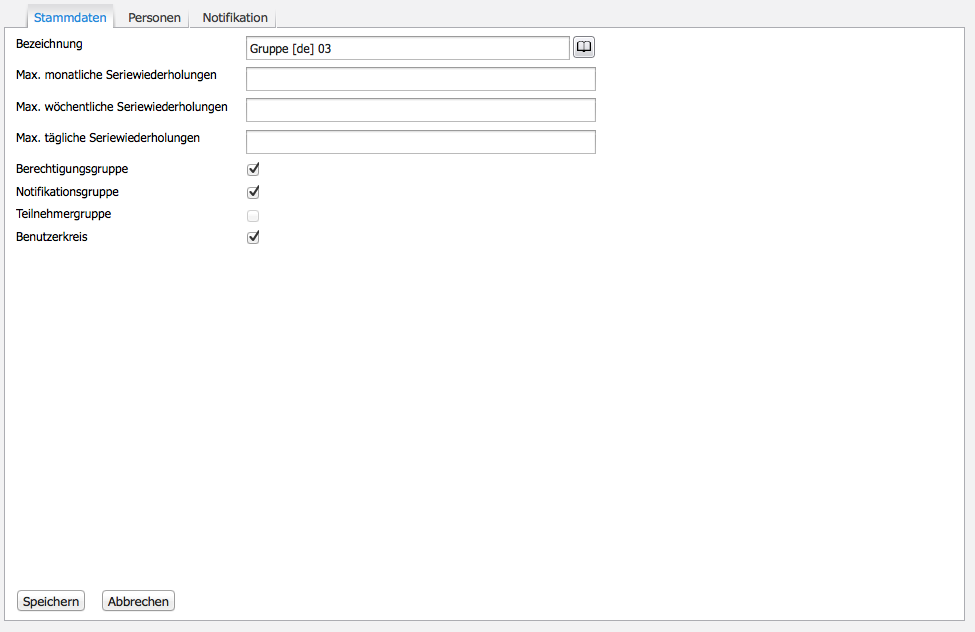 Stammdaten Personen Notifikation
Bezeichnung Gruppe [de] 03
Max. monatliche Seriewiederholungen
Max. wöchentliche Seriewiederholungen
Max. tägliche Seriewiederholungen
Berechtigungsgruppe
Notifikationsgruppe
Teilnehmergruppe
Benutzerkreis
Speichern Abbrechen